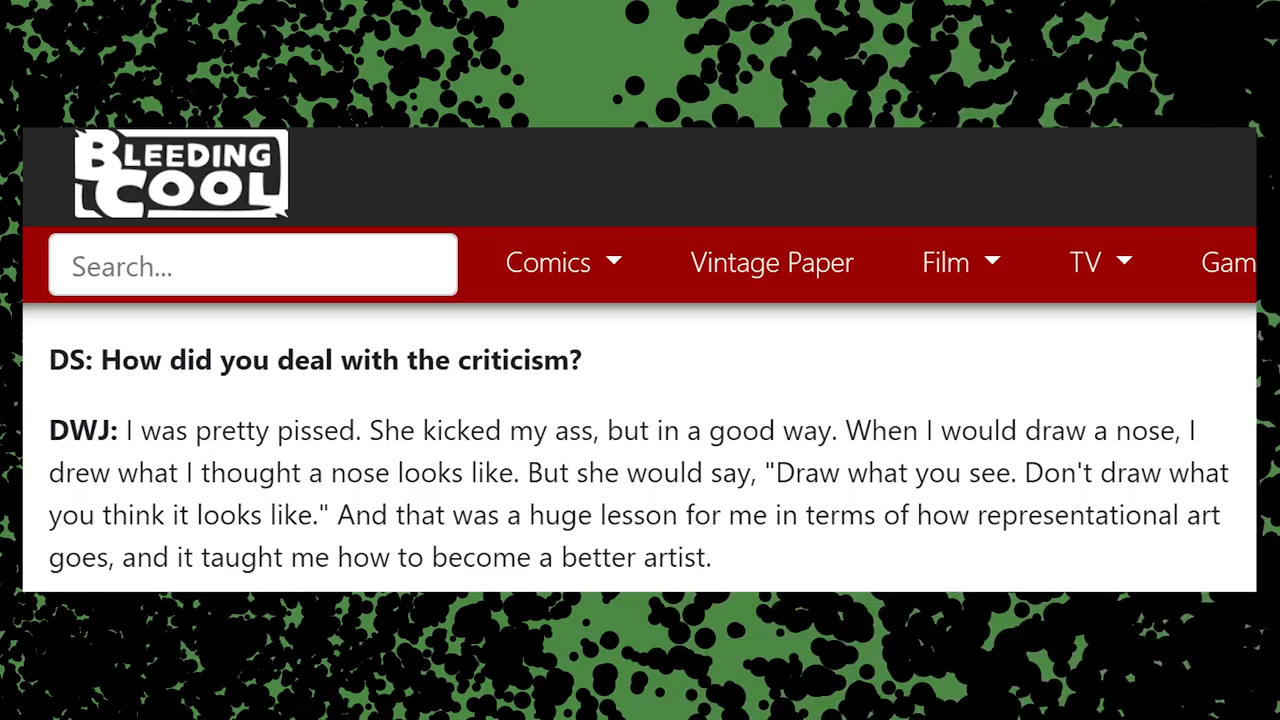 BLEEDING
COOL
Search...
Comics
Vintage Paper
Film
TV
Gam
DS: How did you deal with the criticism?
DWJ: I was pretty pissed. She kicked my ass, but in a good way. When I would draw a nose, I
drew what I thought a nose looks like. But she would say, "Draw what you see. Don't draw what
you think it looks like." And that was a huge lesson for me in terms of how representational art
goes, and it taught me how to become a better artist.